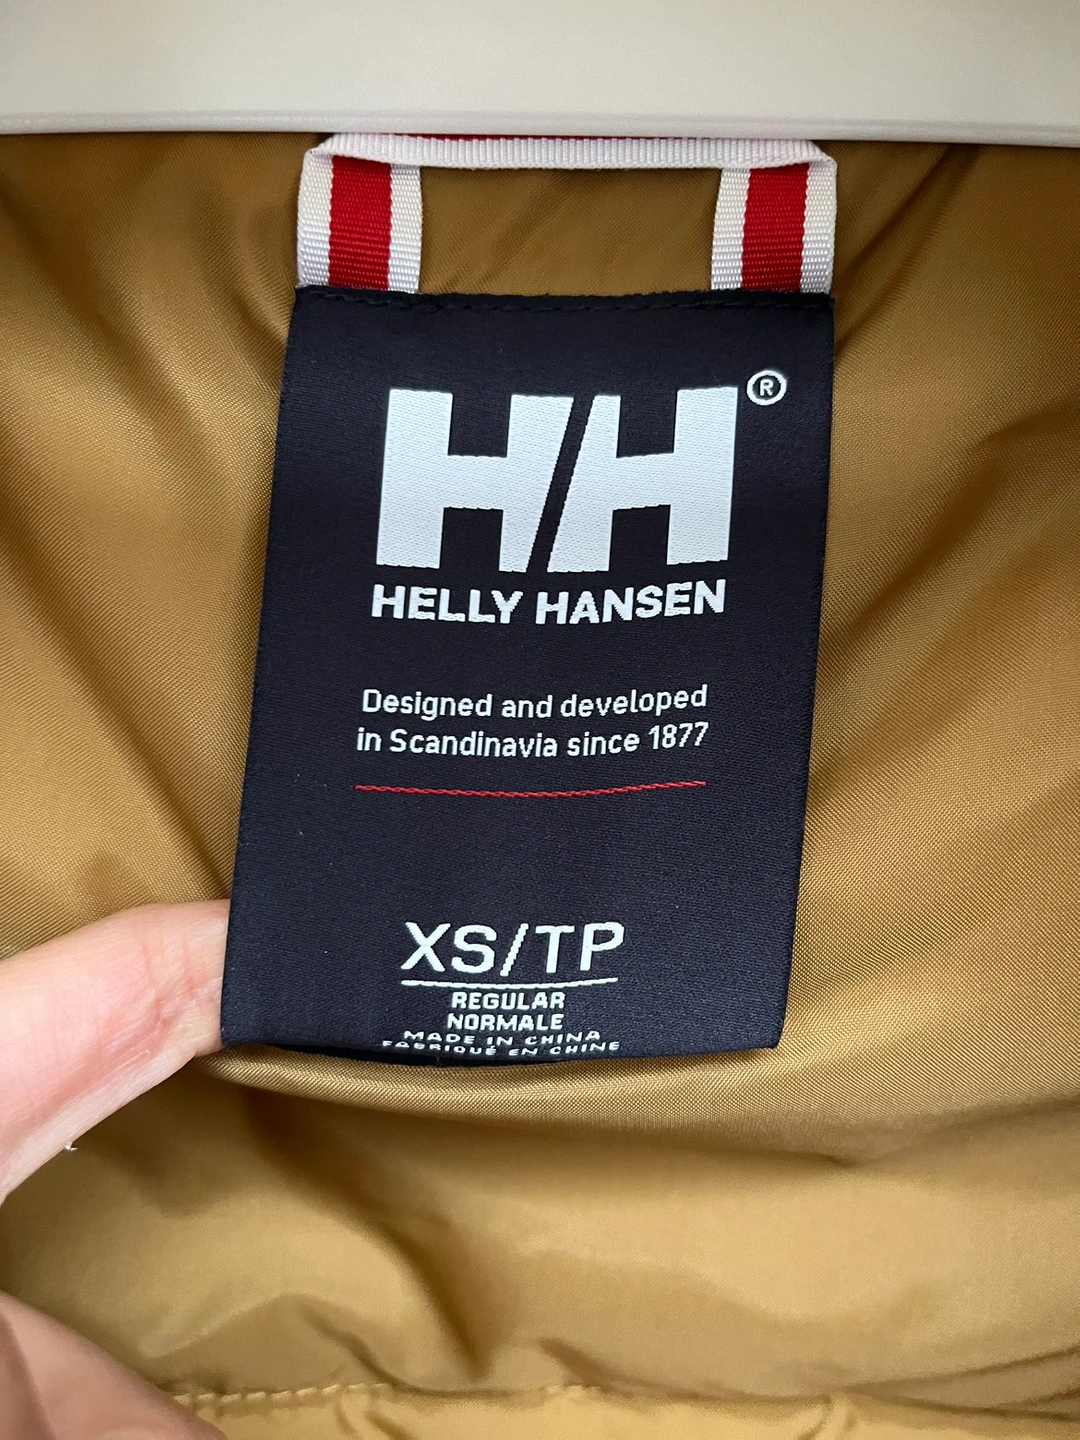 HH®
HELLY HANSEN
Designed and developed
in Scandinavia since 1877
XS/TP
REGULAR
NORMALE
MADE IN CHINA
FABRIQUÉ EN CHINE